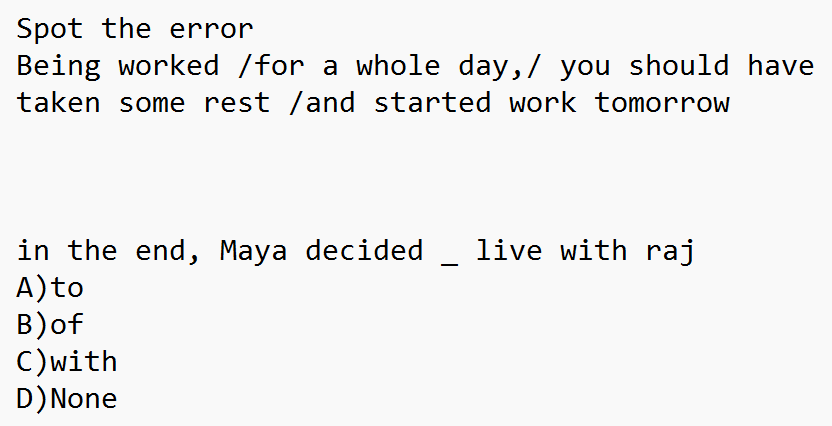 Spot the error
Being worked /for a whole day,/ you should have
taken some rest /and started work tomorrow
in the end, Maya decided _ live with raj
A)to
B)of
C)with
D)None